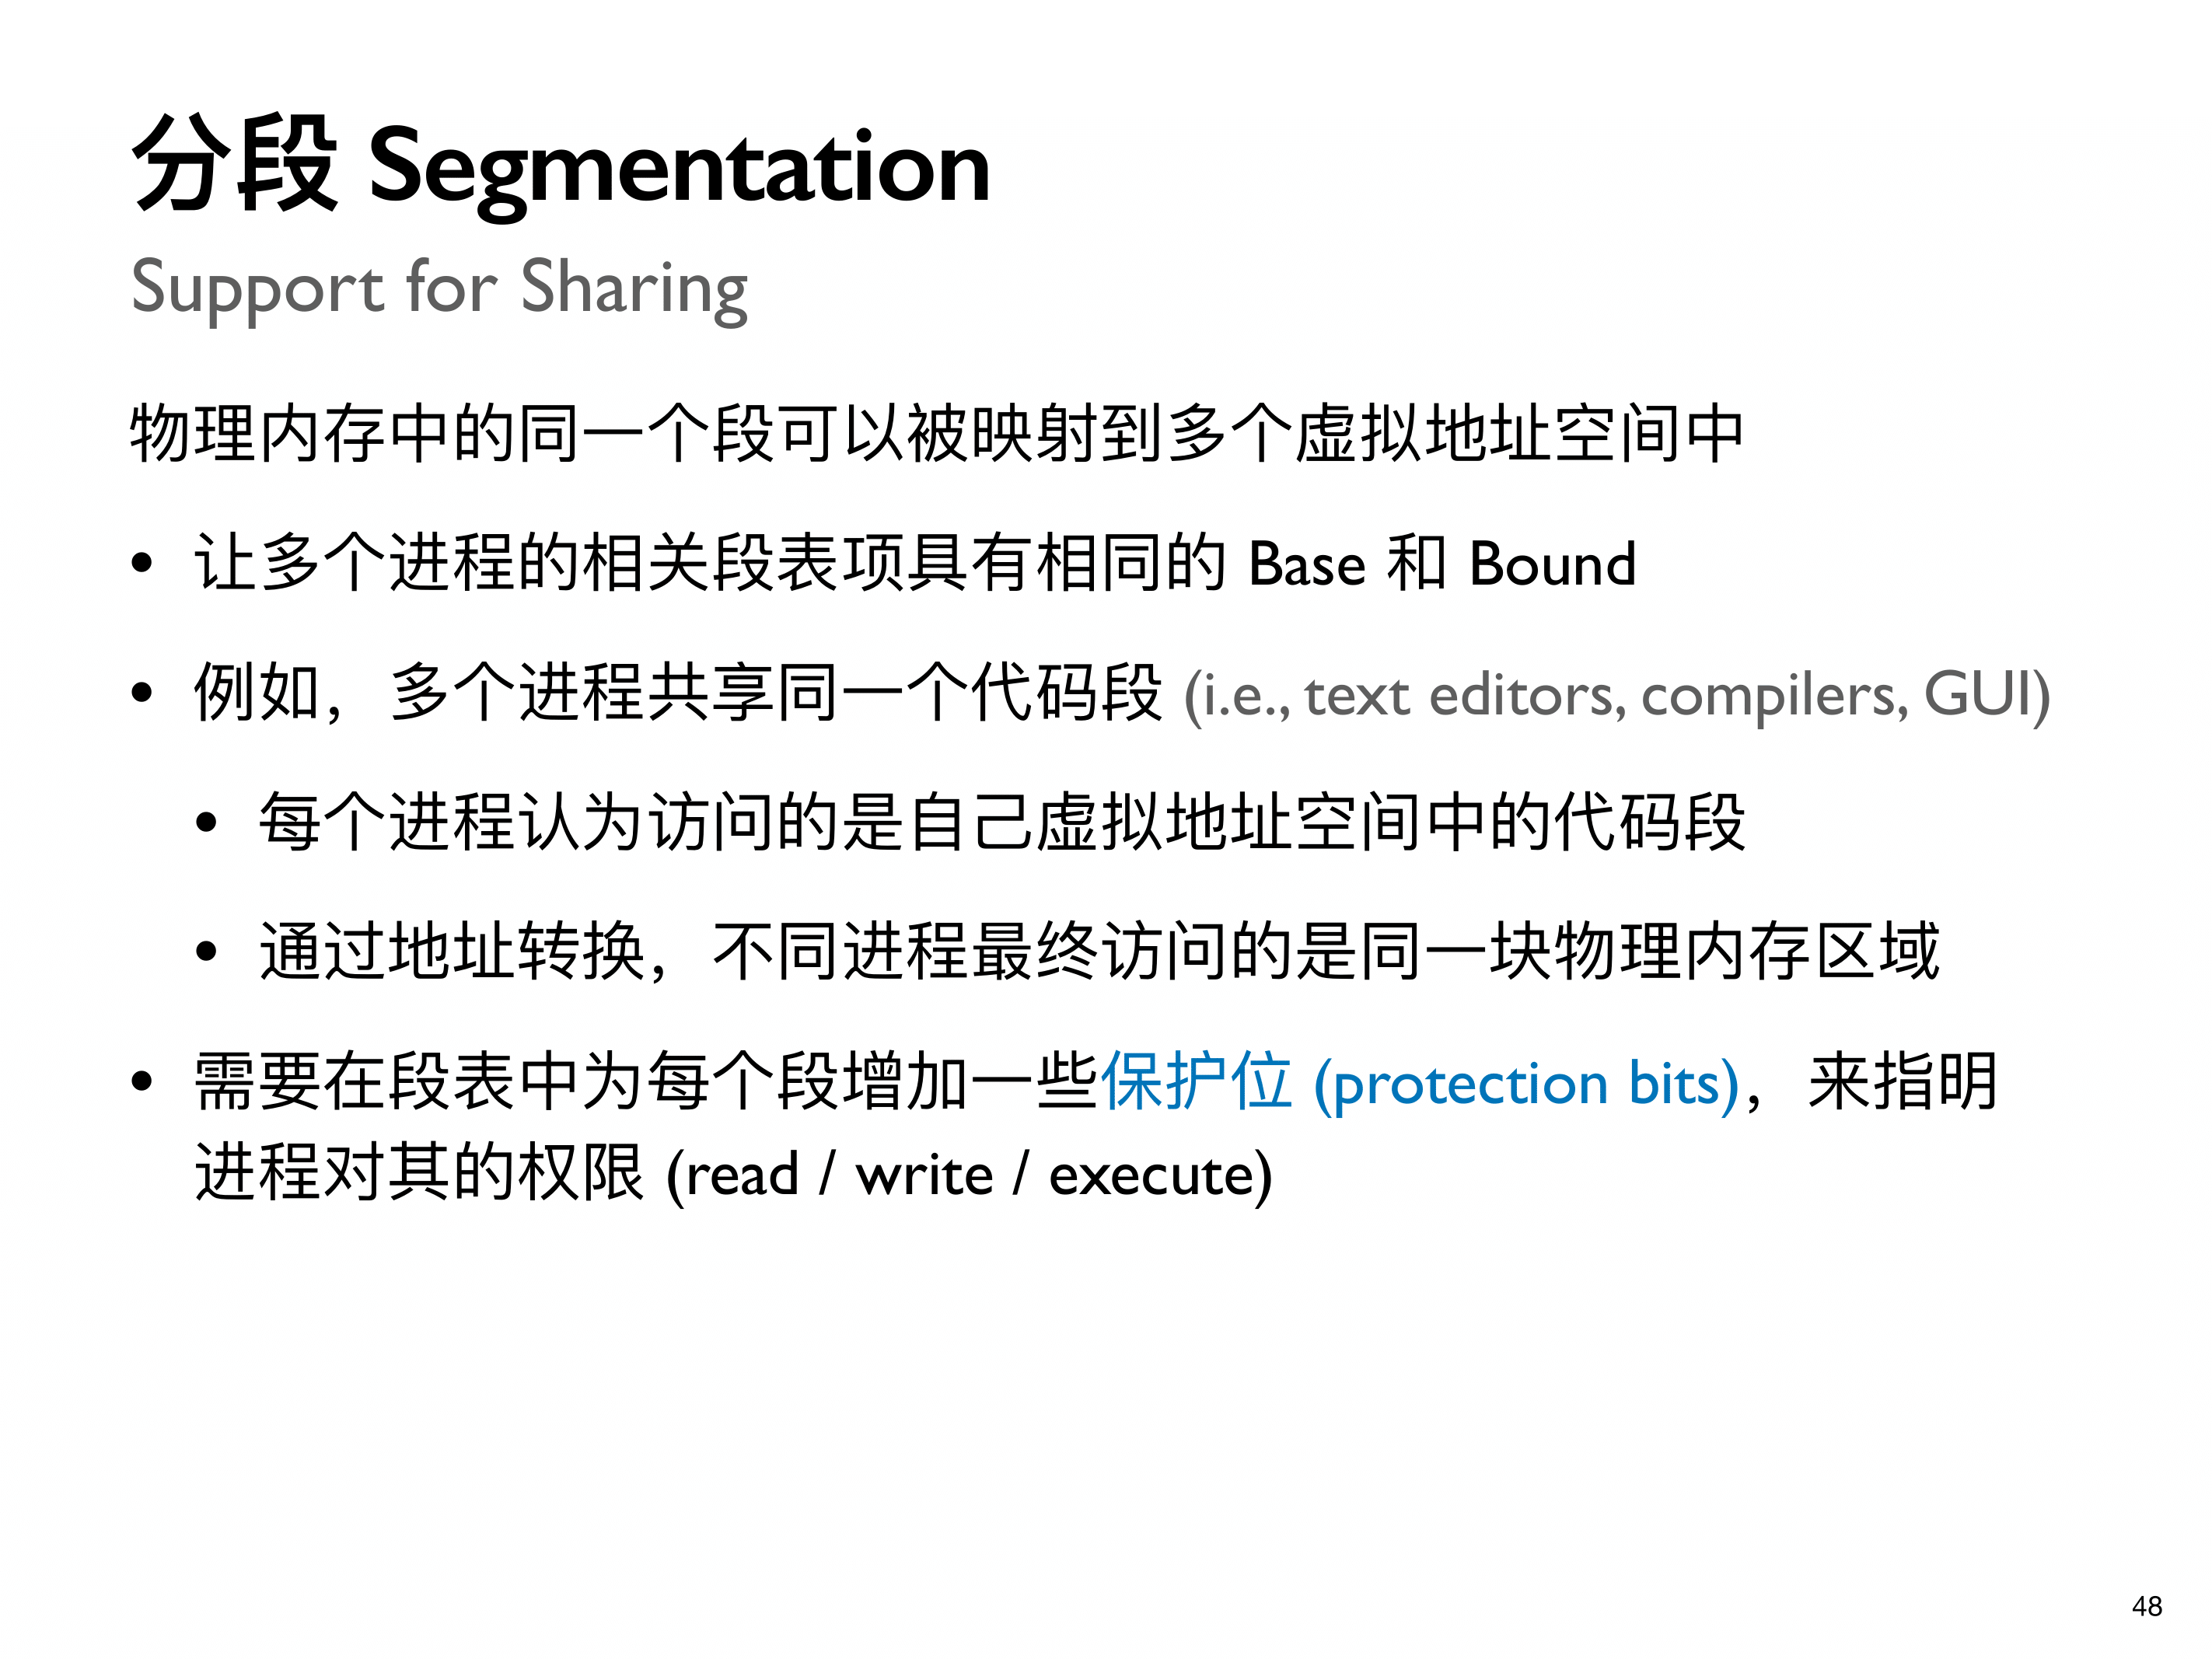 分段 Segmentation
Support for Sharing
物理内存中的同一个段可以被映射到多个虚拟地址空间中
• 让多个进程的相关段表项具有相同的 Base 和 Bound
• 例如，多个进程共享同一个代码段 (i.e., text editors, compilers, GUI)
• 每个进程认为访问的是自己虚拟地址空间中的代码段
• 通过地址转换，不同进程最终访问的是同一块物理内存区域
• 需要在段表中为每个段增加一些保护位 (protection bits)，来指明
进程对其的权限 (read / write / execute)
48